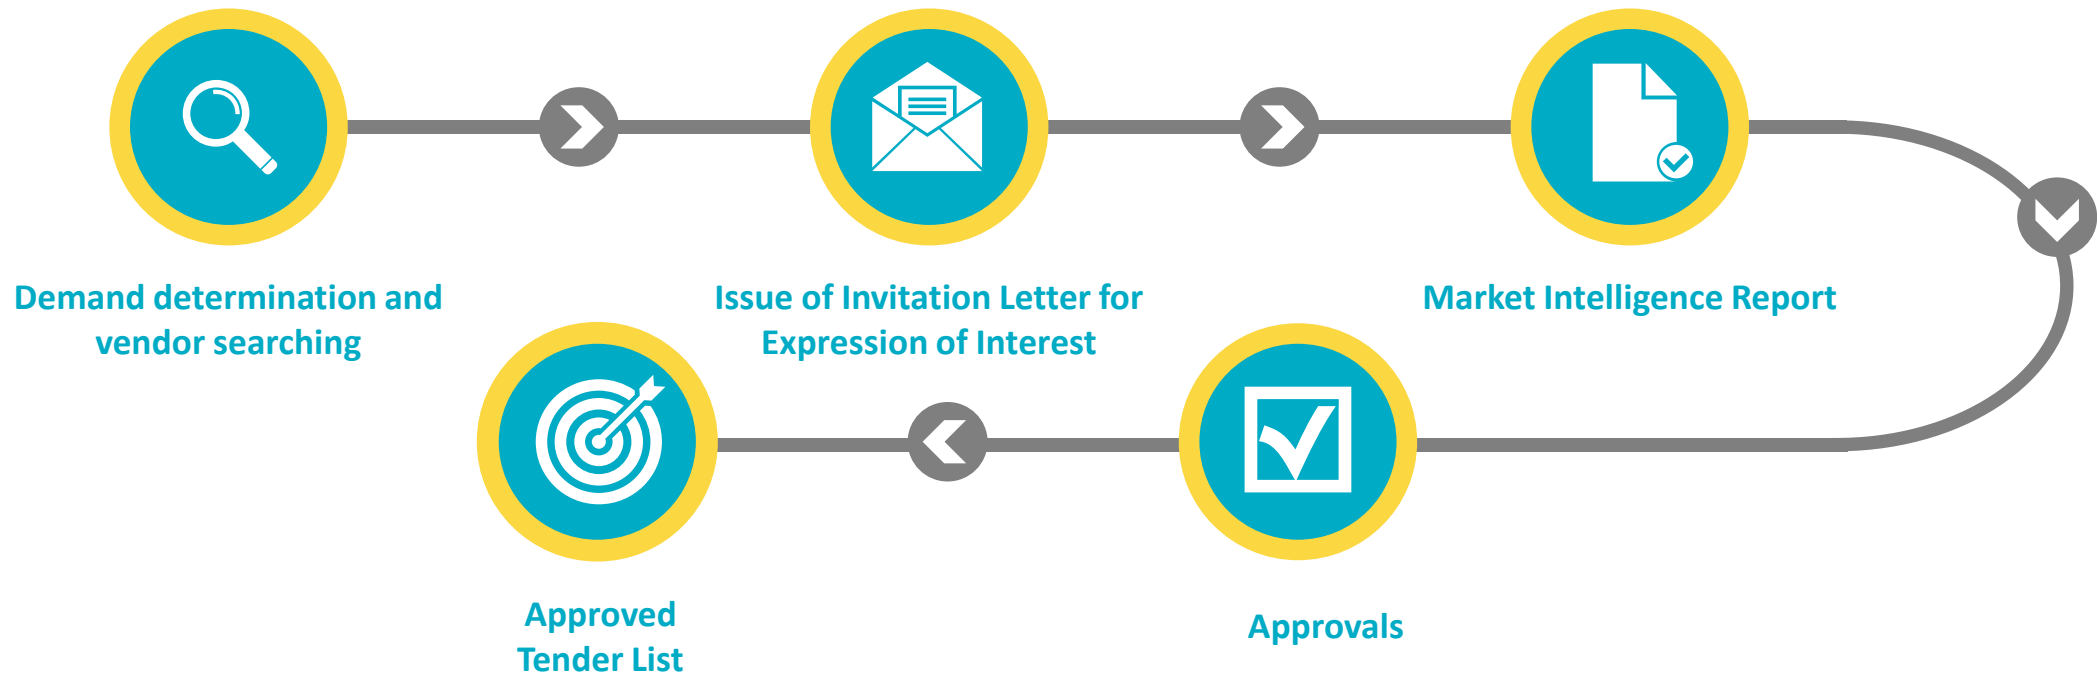 Demand determination and
vendor searching
Issue of Invitation Letter for
Expression of Interest
Market Intelligence Report
Approvals
Approved
Tender List